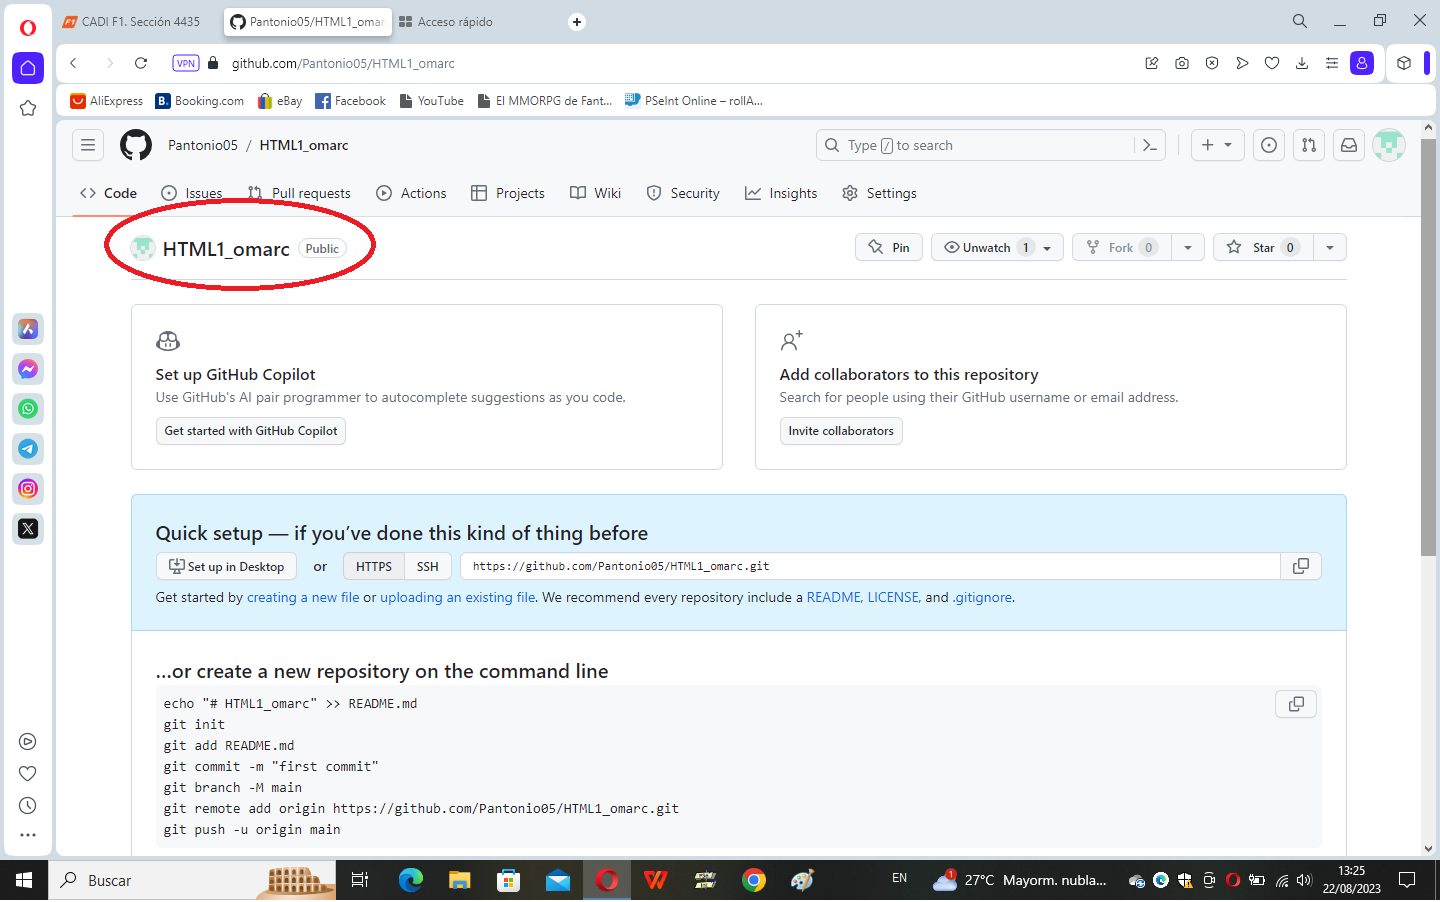 CADI F1. Sección 4435
Pantonio05/HTML1_omar
Acceso rápido
VPN
github.com/Pantonio05/HTML1_omarc
AliExpress
Booking.com
eBay
Facebook
YouTube
El MMORPG de Fant...
PSeInt Online – rollA...
Pantonio05 / HTML1_omarc
Type / to search
Code
Issues
Pull requests
Actions
Projects
Wiki
Security
Insights
Settings
HTML1_omarc Public
Pin
Unwatch 1
Fork 0
Star 0
Set up GitHub Copilot
Use GitHub's AI pair programmer to autocomplete suggestions as you code.
Get started with GitHub Copilot
Add collaborators to this repository
Search for people using their GitHub username or email address.
Invite collaborators
Quick setup — if you’ve done this kind of thing before
Set up in Desktop or HTTPS SSH https://github.com/Pantonio05/HTML1_omarc.git
Get started by creating a new file or uploading an existing file. We recommend every repository include a README, LICENSE, and .gitignore.
…or create a new repository on the command line
echo "# HTML1_omarc" >> README.md
git init
git add README.md
git commit -m "first commit"
git branch -M main
git remote add origin https://github.com/Pantonio05/HTML1_omarc.git
git push -u origin main
Buscar
EN
1
27°C Mayorm. nubla...
13:25
22/08/2023